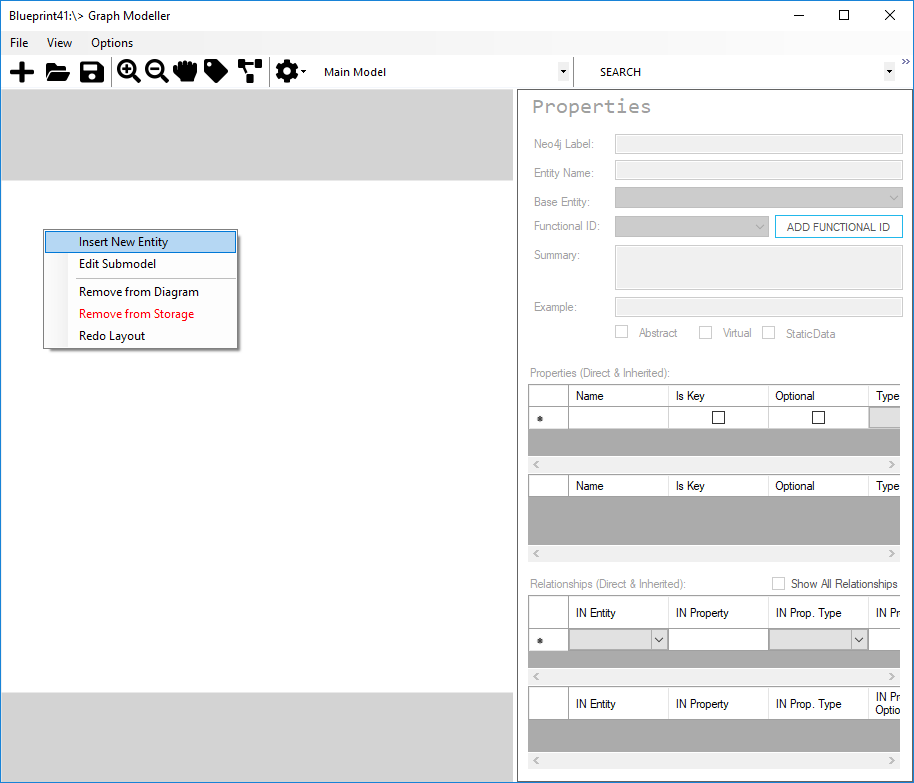 Blueprint41:\> Graph Modeller
File View Options
Main Model SEARCH
Insert New Entity
Edit Submodel
Remove from Diagram
Remove from Storage
Redo Layout
Properties
Neo4j Label:
Entity Name:
Base Entity:
Functional ID: ADD FUNCTIONAL ID
Summary:
Example:
Abstract Virtual StaticData
Properties (Direct & Inherited):
Name Is Key Optional Type
Name Is Key Optional Type
Relationships (Direct & Inherited): Show All Relationships
IN Entity IN Property IN Prop. Type IN Pr
IN Entity IN Property IN Prop. Type IN Pr
Optio